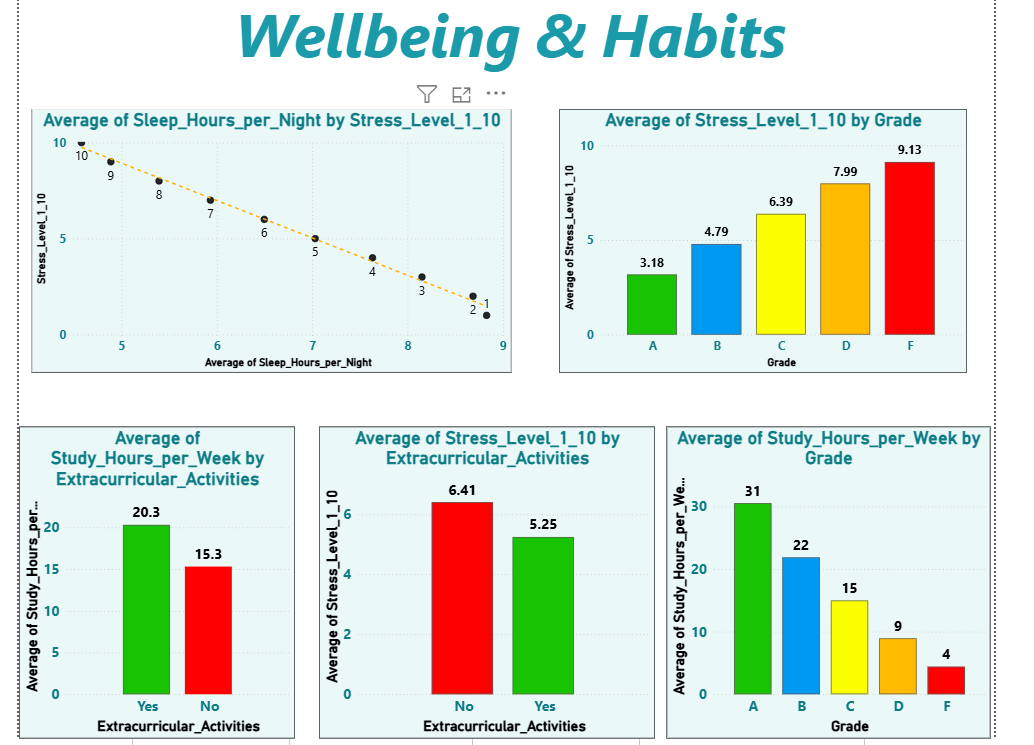 Wellbeing & Habits
Average of Sleep_Hours_per_Night by Stress_Level_1_10
Stress_Level_1_10
10
5
0
10
9
8
7
6
5
4
3
2
1
5
6
7
8
9
Average of Sleep_Hours_per_Night
Average of Stress_Level_1_10 by Grade
Average of Stress_Level_1_10
10
5
0
3.18
4.79
6.39
7.99
9.13
A
B
C
D
F
Grade
Average of
Study_Hours_per_Week by
Extracurricular_Activities
Average of Study_Hours_per...
20
15
10
5
0
20.3
15.3
Yes
No
Extracurricular_Activities
Average of Stress_Level_1_10 by
Extracurricular_Activities
Average of Stress_Level_1_10
6
4
2
0
6.41
5.25
No
Yes
Extracurricular_Activities
Average of Study_Hours_per_Week by
Grade
Average of Study_Hours_per_We...
30
20
10
0
31
22
15
9
4
A
B
C
D
F
Grade